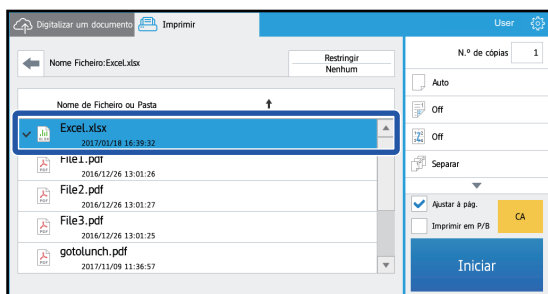 Digitalizar um documento
Imprimir
User
Nome Ficheiro:Excel.xlsx
Restringir
Nenhum
Nome de Ficheiro ou Pasta
Excel.xlsx
2017/01/18 16:39:32
File1.pdf
2016/12/26 13:01:26
File2.pdf
2016/12/26 13:01:27
File3.pdf
2016/12/26 13:01:25
gotolunch.pdf
2017/11/09 11:36:57
N.º de cópias 1
Auto
Off
Off
Separar
Ajustar à pág.
Imprimir em P/B
CA
Iniciar